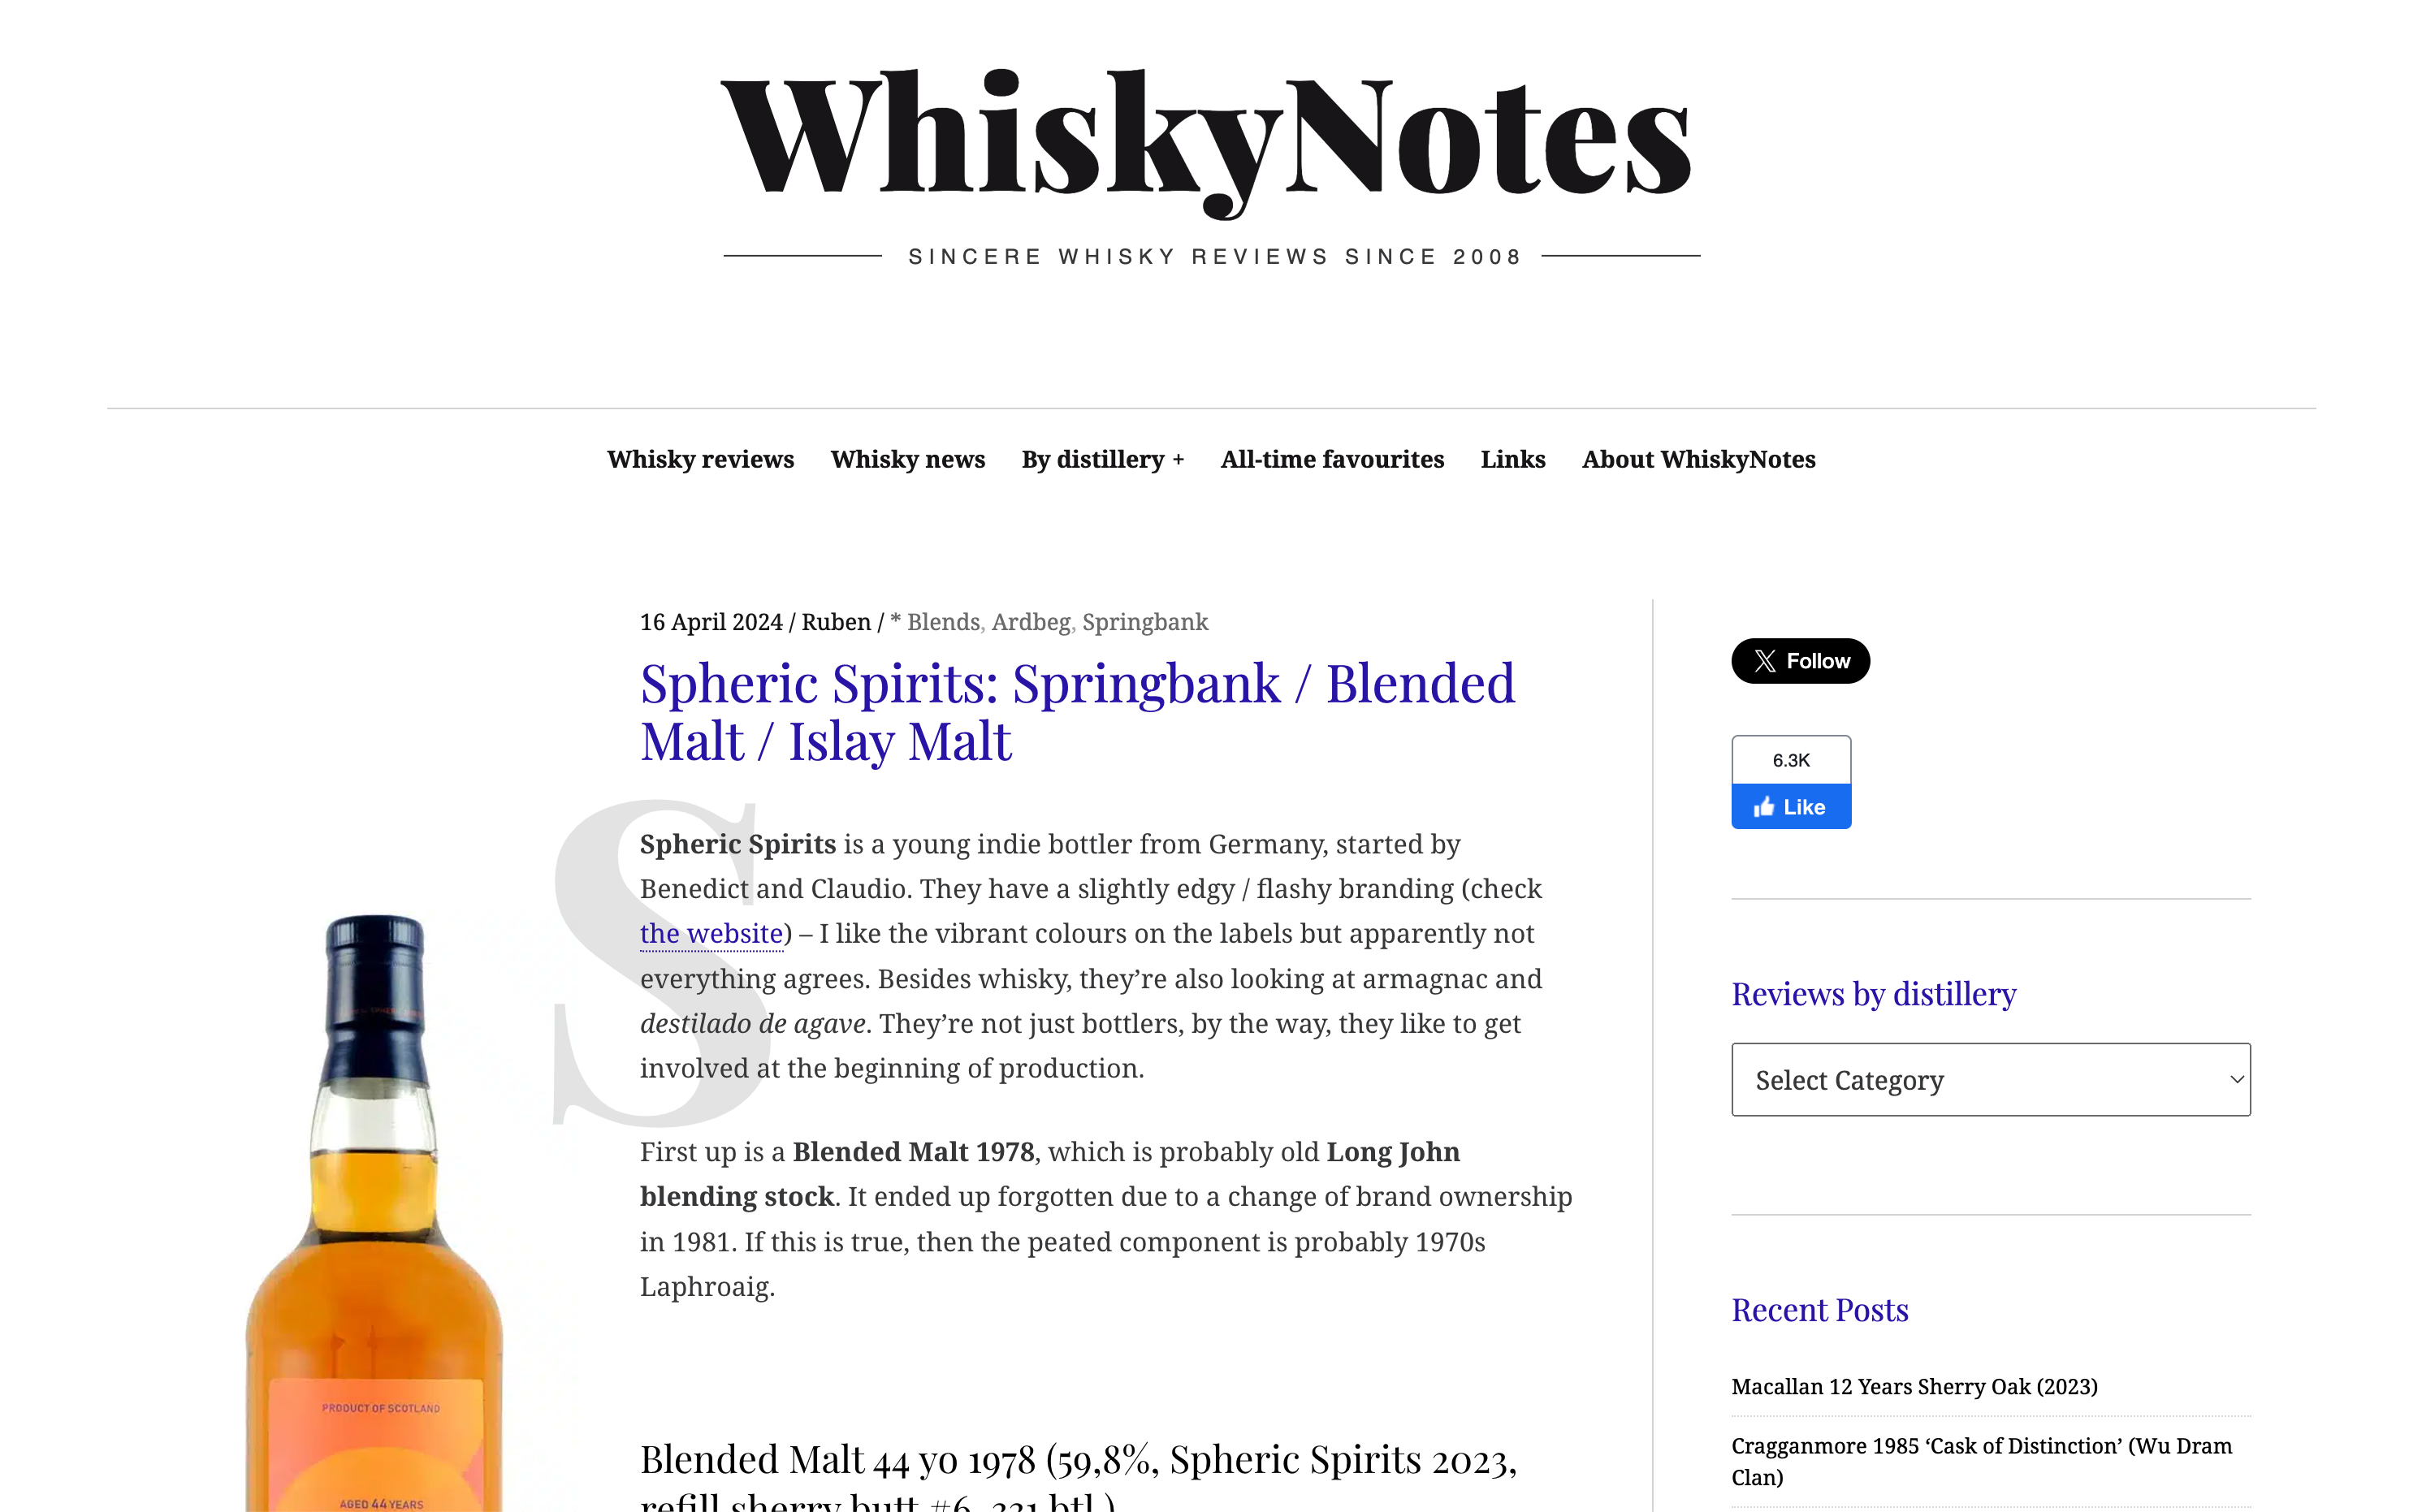 WhiskyNotes
SINCERE WHISKY REVIEWS SINCE 2008
Whisky reviews Whisky news By distillery + All-time favourites Links About WhiskyNotes
16 April 2024 / Ruben / * Blends, Ardbeg, Springbank
Spheric Spirits: Springbank / Blended
Malt / Islay Malt
S
Spheric Spirits is a young indie bottler from Germany, started by
Benedict and Claudio. They have a slightly edgy / flashy branding (check
the website) – I like the vibrant colours on the labels but apparently not
everything agrees. Besides whisky, they’re also looking at armagnac and
destilado de agave. They’re not just bottlers, by the way, they like to get
involved at the beginning of production.
First up is a Blended Malt 1978, which is probably old Long John
blending stock. It ended up forgotten due to a change of brand ownership
in 1981. If this is true, then the peated component is probably 1970s
Laphroaig.
Blended Malt 44 yo 1978 (59,8%, Spheric Spirits 2023,
refill sherry butt #6, 231 btl.)
PRODUCT OF SCOTLAND
AGED 44 YEARS
Follow
6.3K
Like
Reviews by distillery
Select Category
Recent Posts
Macallan 12 Years Sherry Oak (2023)
Cragganmore 1985 ‘Cask of Distinction’ (Wu Dram
Clan)